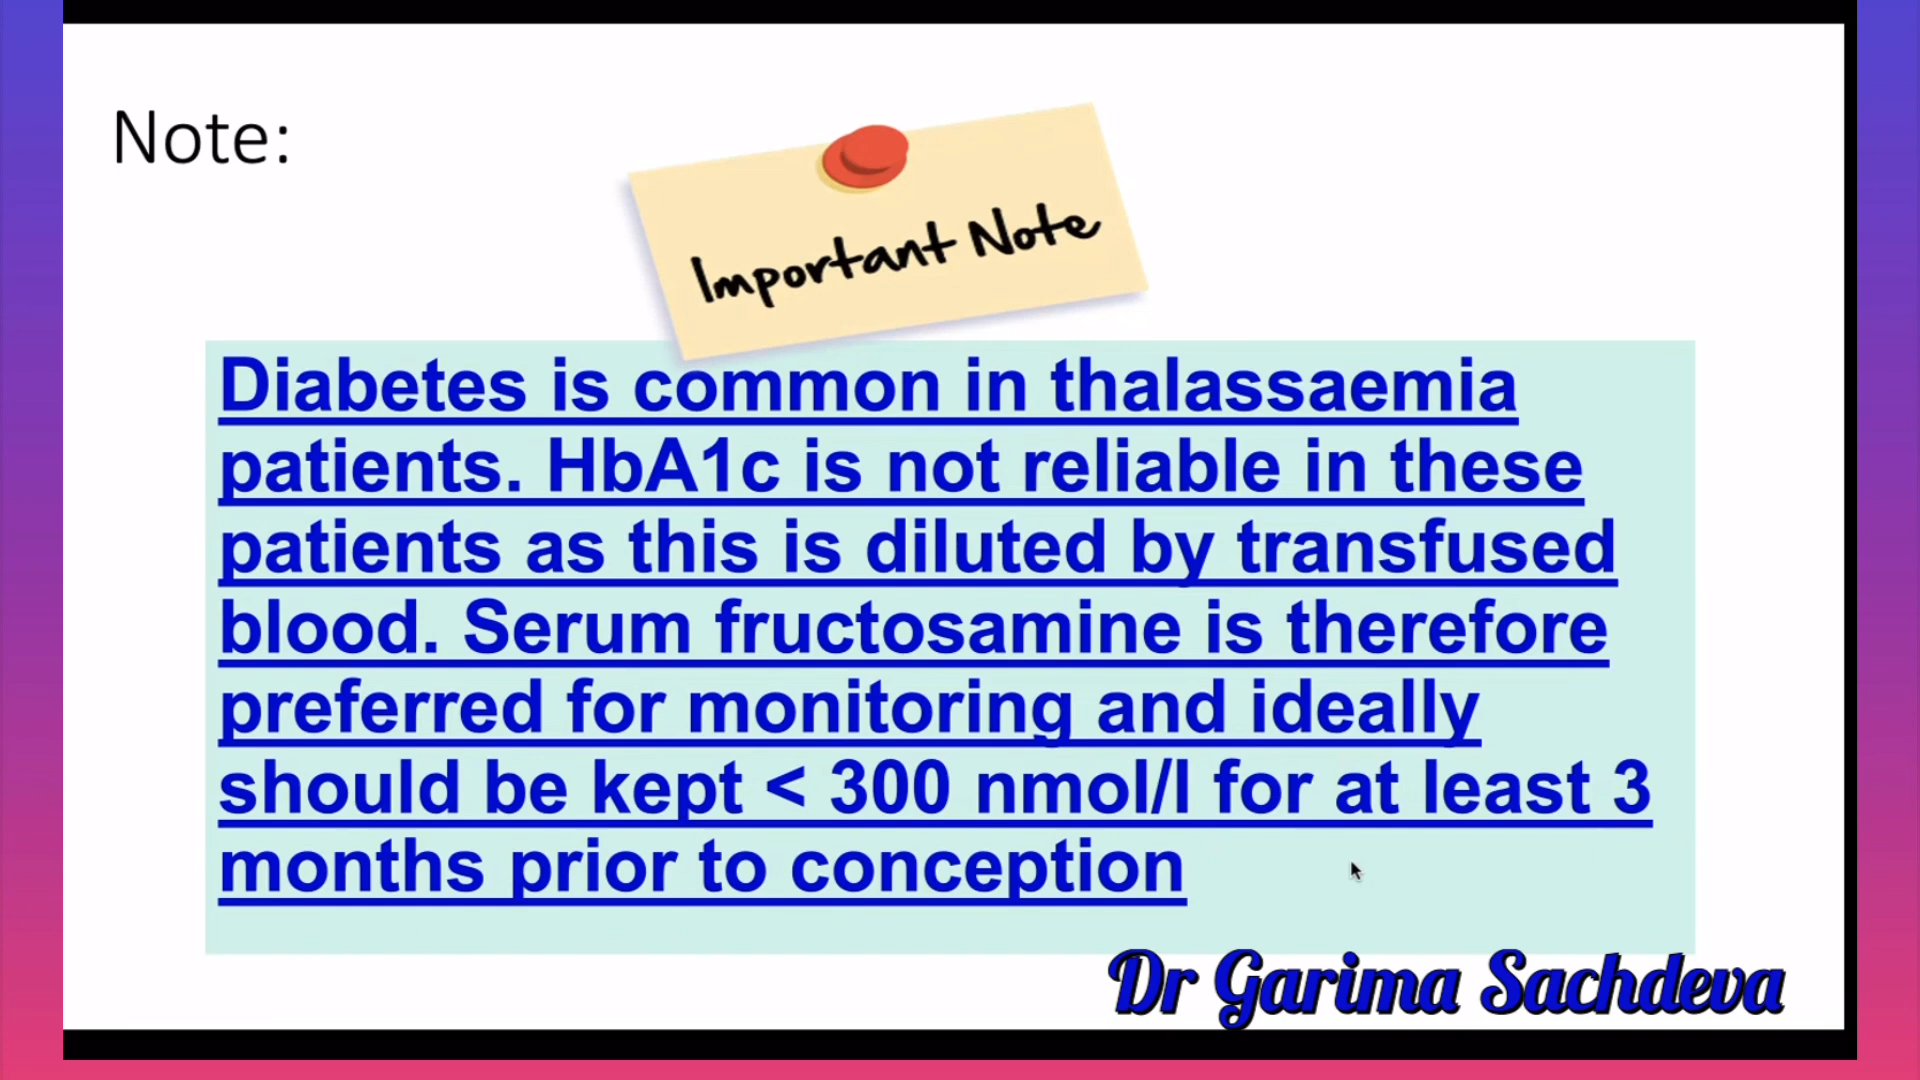 Note:
Important Note
Diabetes is common in thalassaemia
patients. HbA1c is not reliable in these
patients as this is diluted by transfused
blood. Serum fructosamine is therefore
preferred for monitoring and ideally
should be kept < 300 nmol/l for at least 3
months prior to conception
Dr Garima Sachdeva